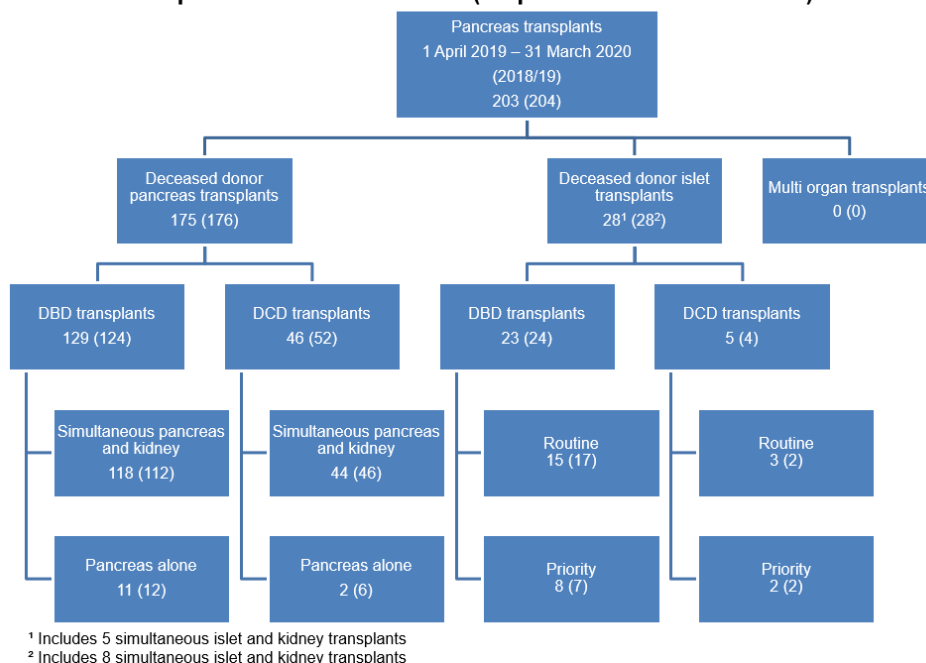 Pancreas transplants
1 April 2019 – 31 March 2020
(2018/19)
203 (204)
Deceased donor
pancreas transplants
175 (176)
Deceased donor islet
transplants
28¹ (28²)
Multi organ transplants
0 (0)
DBD transplants
129 (124)
DCD transplants
46 (52)
DBD transplants
23 (24)
DCD transplants
5 (4)
Simultaneous pancreas
and kidney
118 (112)
Simultaneous pancreas
and kidney
44 (46)
Routine
15 (17)
Routine
3 (2)
Pancreas alone
11 (12)
Pancreas alone
2 (6)
Priority
8 (7)
Priority
2 (2)
¹ Includes 5 simultaneous islet and kidney transplants
² Includes 8 simultaneous islet and kidney transplants